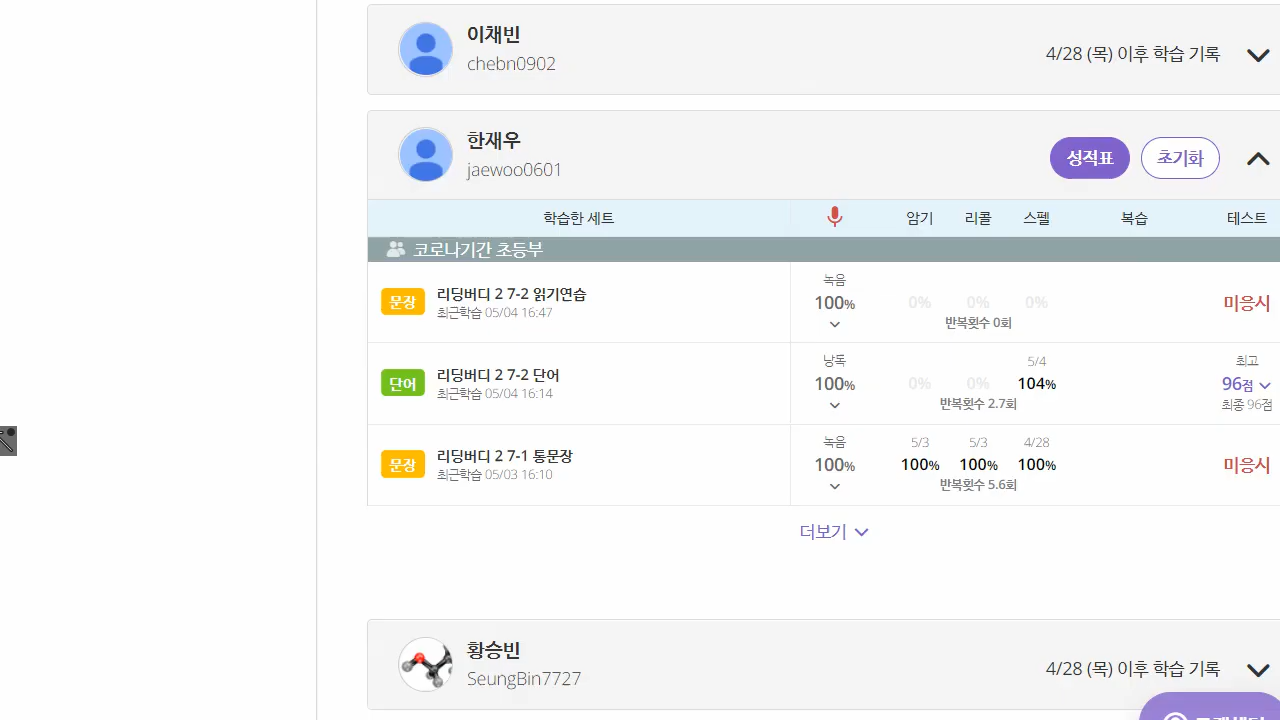 이채빈
chebn0902
4/28 (목) 이후 학습 기록
한재우
jaewoo0601
성적표
초기화
학습한 세트 암기 리콜 스펠 복습 테스트
코로나기간 초등부
문장 리딩버디 2 7-2 읽기연습
최근학습 05/04 16:47
녹음
100% 0% 0% 0%
반복횟수 0회
미응시
단어 리딩버디 2 7-2 단어
최근학습 05/04 16:14
낭독 5/4 최고
100% 0% 0% 104% 96점
반복횟수 2.7회 최종 96점
문장 리딩버디 2 7-1 통문장
최근학습 05/03 16:10
녹음 5/3 5/3 4/28
100% 100% 100% 100% 미응시
반복횟수 5.6회
더보기
황승빈
SeungBin7727
4/28 (목) 이후 학습 기록